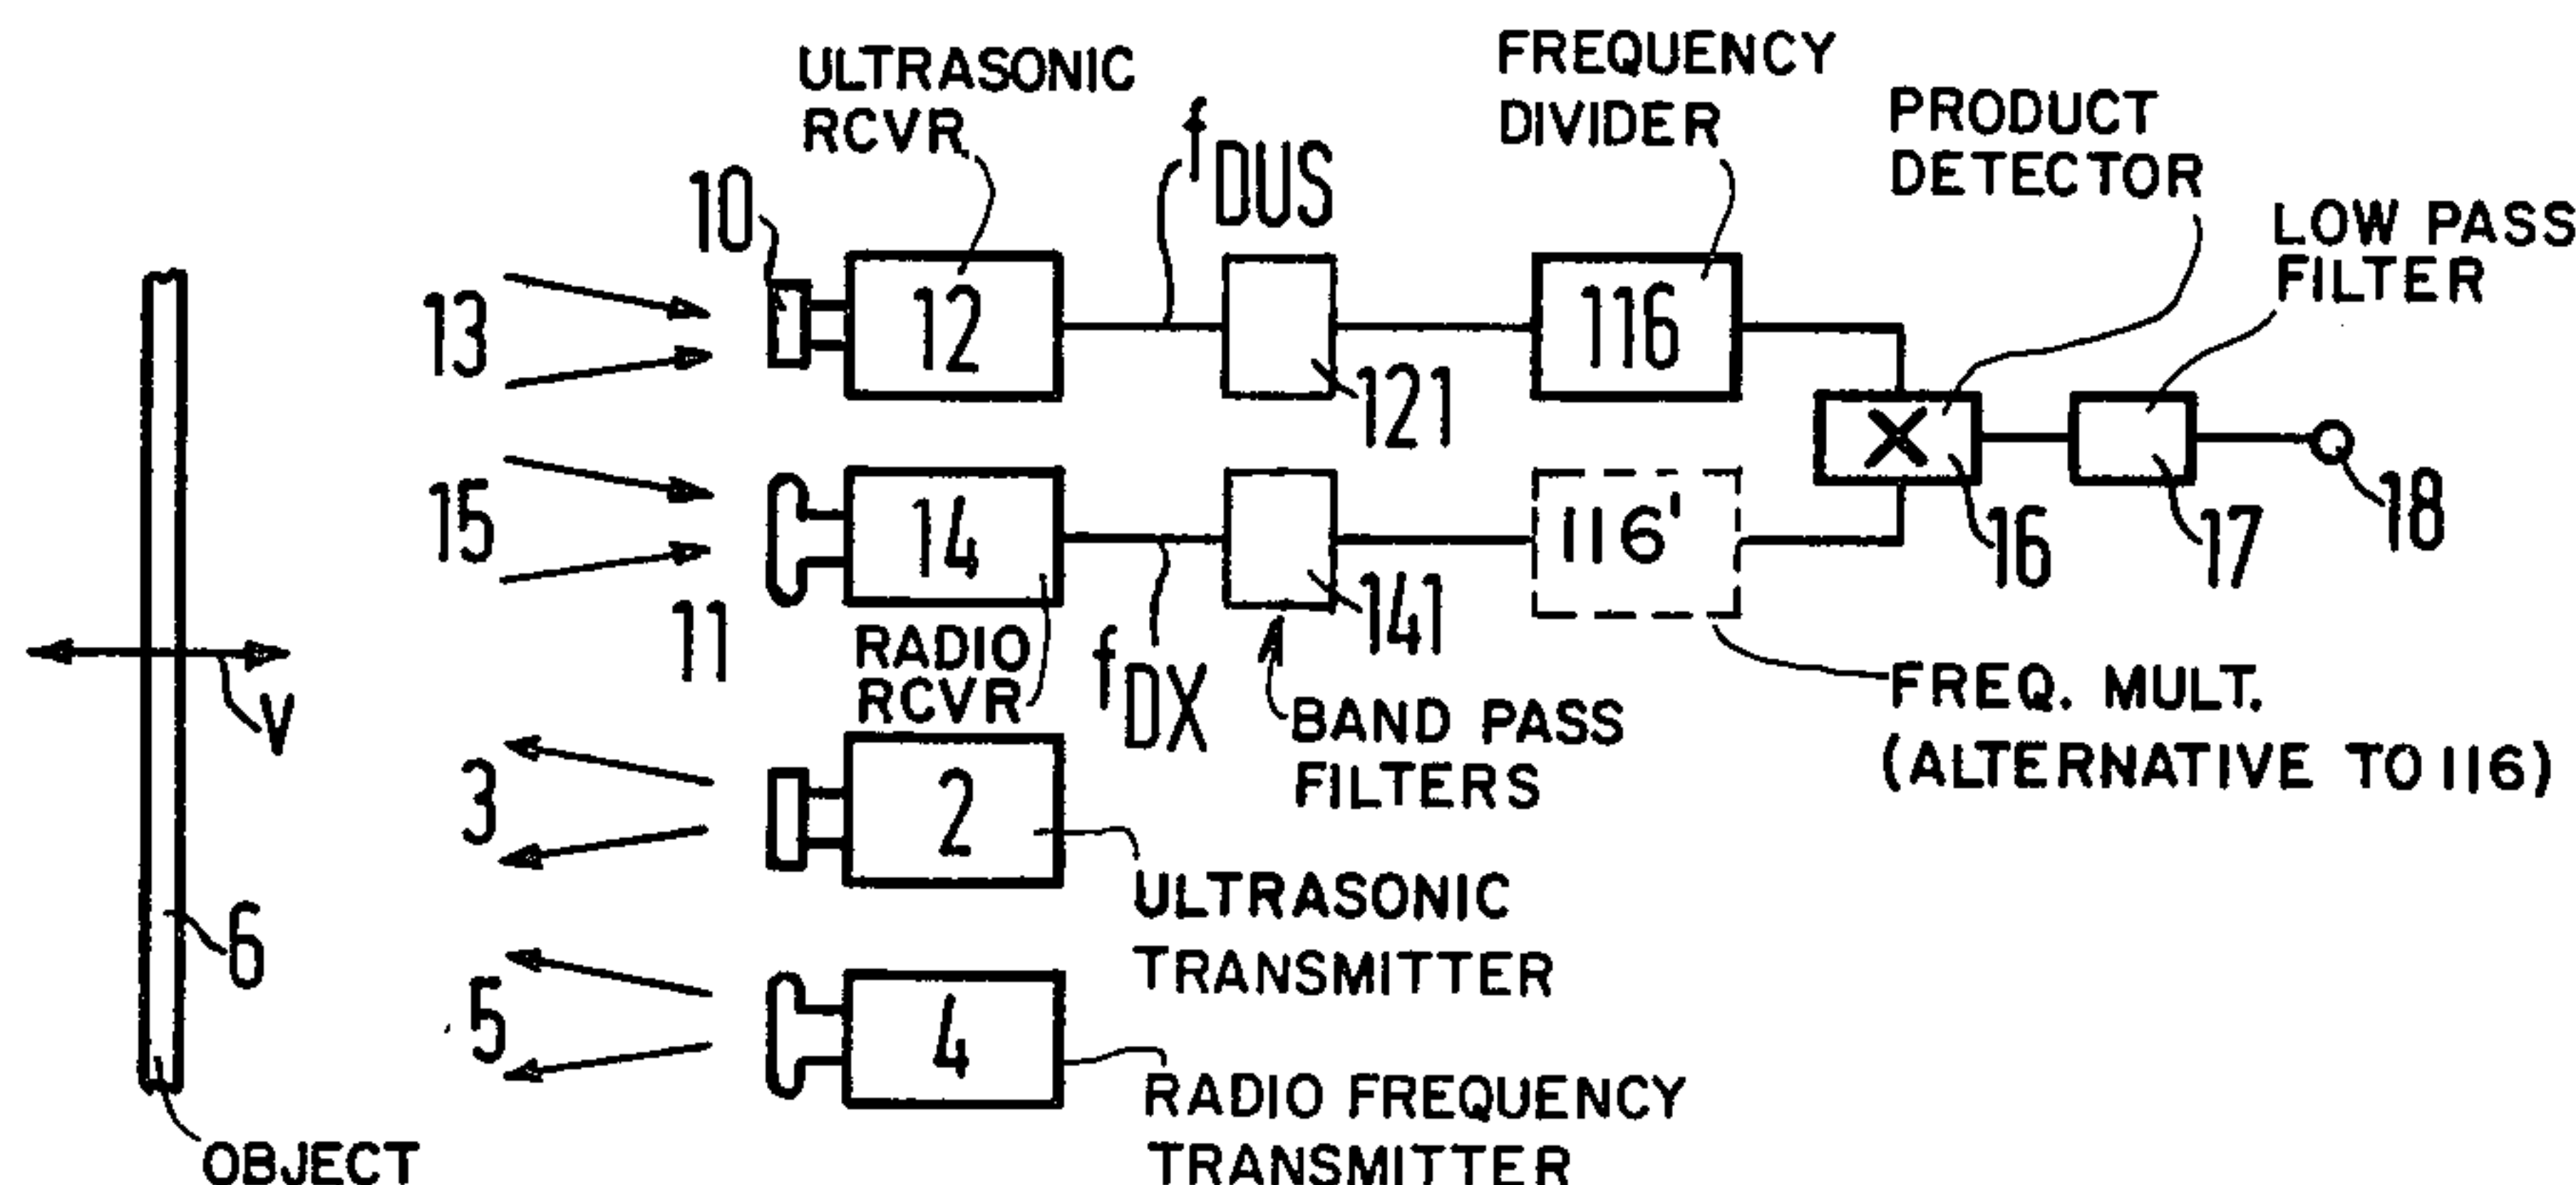 ULTRASONIC
RCVR
FREQUENCY
DIVIDER
PRODUCT
DETECTOR
LOW PASS
FILTER
10
fDUS
13
12
116
121
15
14
X
16
17
18
11
RADIO
RCVR
fDX
141
116'
BAND PASS
FILTERS
FREQ. MULT.
(ALTERNATIVE TO 116)
V
3
2
ULTRASONIC
TRANSMITTER
6
5
4
RADIO FREQUENCY
TRANSMITTER
OBJECT